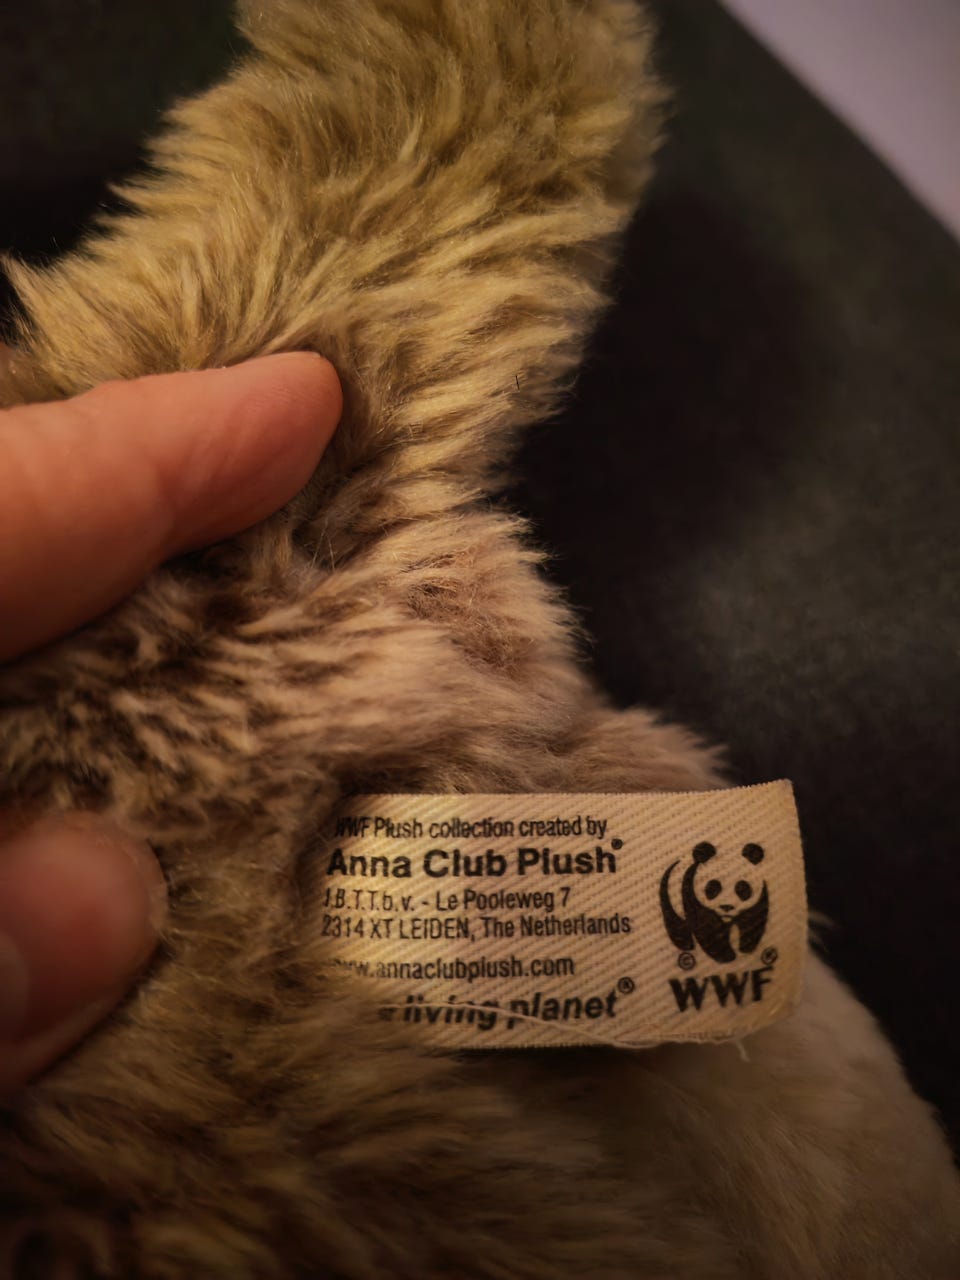 WWF Plush collection created by
Anna Club Plush®
J.B.T.T.b.v. - Le Pooleweg 7
2314 XT LEIDEN, The Netherlands
www.annaclubplush.com
living planet®
©
®
WWF